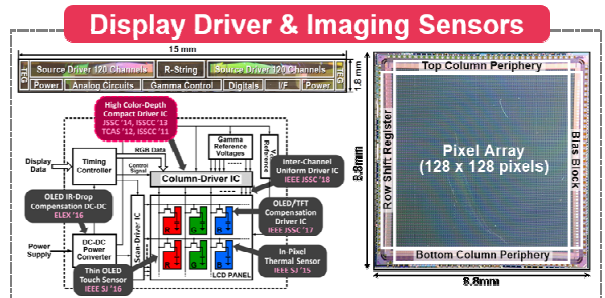 Display Driver & Imaging Sensors
15 mm
TEG
Source Driver 120 Channels
R-String
Source Driver 120 Channels
TEG
Power
Analog Circuits
Gamma Control
Digitals
I/F
Power
1.8 mm
High Color-Depth
Compact Driver IC
JSSC '14, ISSCC '13
TCAS '12, ISSCC '11
Gamma
Reference
Voltages
Reference
RGB DATA
Display
Data
Timing
Controller
Control
Signal
Column-Driver IC
Inter-Channel
Uniform Driver IC
IEEE JSSC '18
OLED IR-Drop
Compensation DC-DC
ELEX '16
OLED/TFT
Compensation
Driver IC
IEEE JSSC '17
Scan-Driver IC
Power
Supply
DC-DC
Power
Converter
R
G
B
R
G
B
In-Pixel
Thermal Sensor
IEEE SJ '15
Thin OLED
Touch Sensor
IEEE SJ '16
LCD PANEL
8.8mm
Top Column Periphery
Row Shift Register
Pixel Array
(128 x 128 pixels)
Bias Block
Bottom Column Periphery
8.8mm